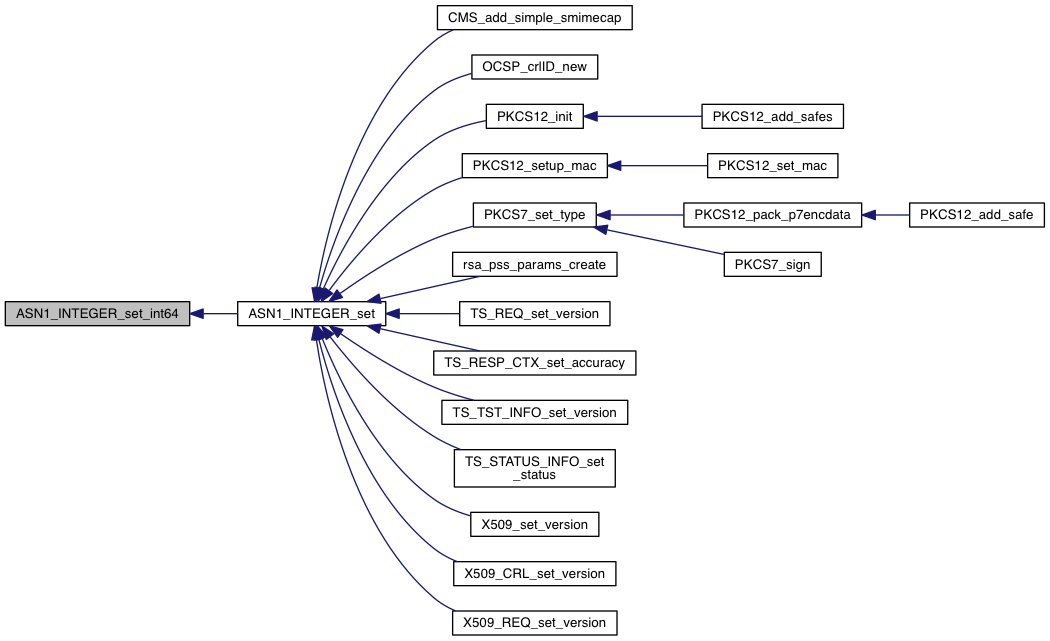 CMS_add_simple_smimecap
OCSP_crlID_new
PKCS12_init
PKCS12_add_safes
PKCS12_setup_mac
PKCS12_set_mac
PKCS7_set_type
PKCS12_pack_p7encdata
PKCS12_add_safe
PKCS7_sign
rsa_pss_params_create
ASN1_INTEGER_set_int64
ASN1_INTEGER_set
TS_REQ_set_version
TS_RESP_CTX_set_accuracy
TS_TST_INFO_set_version
TS_STATUS_INFO_set
_status
X509_set_version
X509_CRL_set_version
X509_REQ_set_version